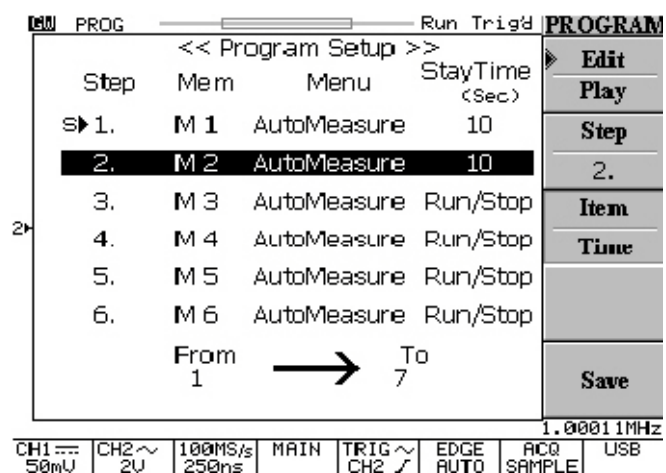 GW PROG Run Trig'd PROGRAM
<< Program Setup >>
Step Mem Menu StayTime (Sec)
S 1. M 1 AutoMeasure 10
2. M 2 AutoMeasure 10
3. M 3 AutoMeasure Run/Stop
4. M 4 AutoMeasure Run/Stop
5. M 5 AutoMeasure Run/Stop
6. M 6 AutoMeasure Run/Stop
From To
1 7
2
Edit
Play
Step
2.
Item
Time
Save
1.00011MHz
CH1 CH2 100MS/s MAIN TRIG EDGE ACQ USB
50mV 2V 250ns CH2 AUTO SAMPLE